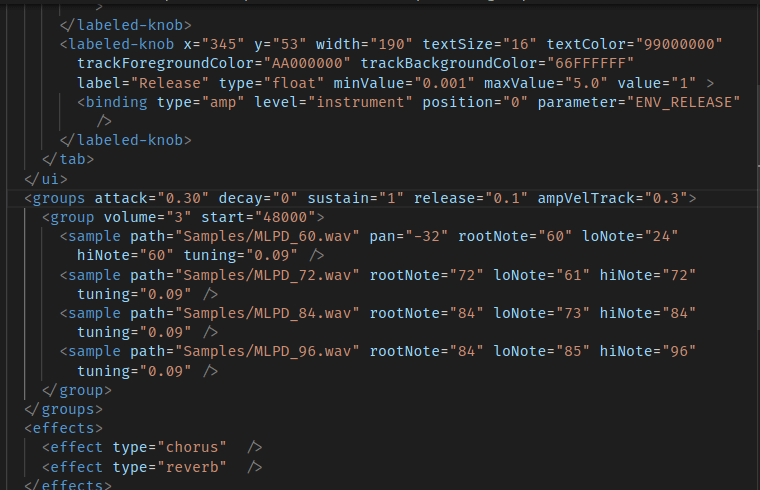 >
</labeled-knob>
<labeled-knob x="345" y="53" width="190" textSize="16" textColor="99000000"
trackForegroundColor="AA000000" trackBackgroundColor="66FFFFFF"
label="Release" type="float" minValue="0.001" maxValue="5.0" value="1" >
<binding type="amp" level="instrument" position="0" parameter="ENV_RELEASE"
/>
</labeled-knob>
</tab>
</ui>
<groups attack="0.30" decay="0" sustain="1" release="0.1" ampVelTrack="0.3">
<group volume="3" start="48000">
<sample path="Samples/MLPD_60.wav" pan="-32" rootNote="60" loNote="24"
hiNote="60" tuning="0.09" />
<sample path="Samples/MLPD_72.wav" rootNote="72" loNote="61" hiNote="72"
tuning="0.09" />
<sample path="Samples/MLPD_84.wav" rootNote="84" loNote="73" hiNote="84"
tuning="0.09" />
<sample path="Samples/MLPD_96.wav" rootNote="84" loNote="85" hiNote="96"
tuning="0.09" />
</group>
</groups>
<effects>
<effect type="chorus"  />
<effect type="reverb"  />
</effects>